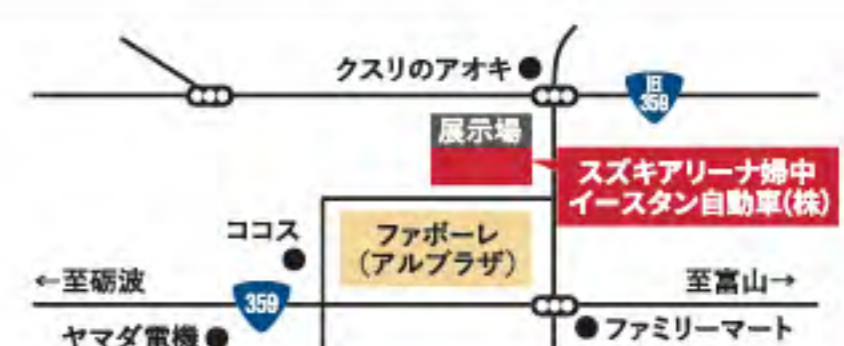 クスリのアオキ
旧
359
展示場
スズキアリーナ婦中
イースタン自動車(株)
ココス
ファボーレ
(アルプラザ)
←至砺波
359
至富山→
ヤマダ電機
ファミリーマート